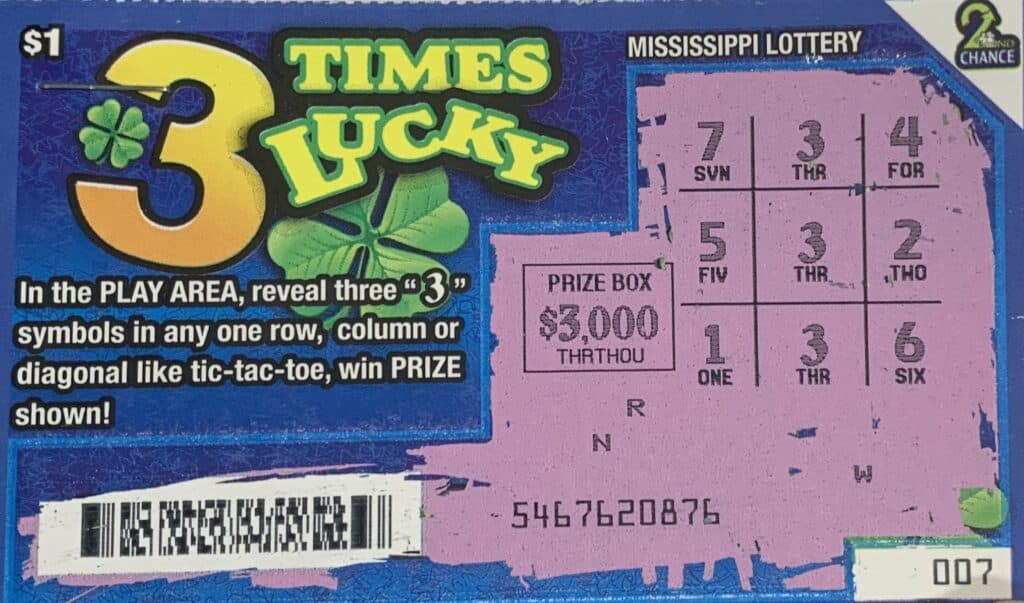 $1
3 TIMES
LUCKY
MISSISSIPPI LOTTERY
2ND
CHANCE
In the PLAY AREA, reveal three "3"
symbols in any one row, column or
diagonal like tic-tac-toe, win PRIZE
shown!
7 3 4
SVN THR FOR
5 3 2
FIV THR THO
1 3 6
ONE THR SIX
PRIZE BOX
$3,000
THRTHOU
R
N
W
5467620876
007